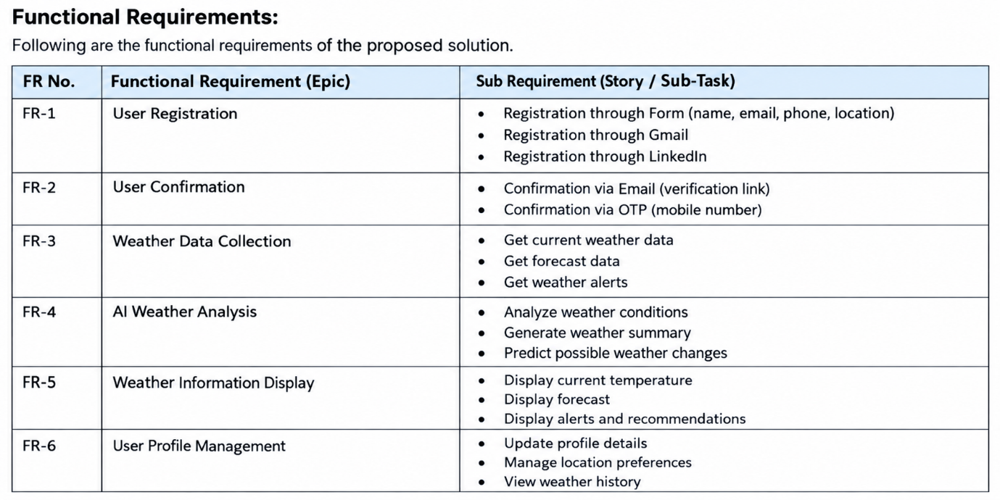 Functional Requirements:
Following are the functional requirements of the proposed solution.
FR No. Functional Requirement (Epic) Sub Requirement (Story / Sub-Task)
FR-1 User Registration • Registration through Form (name, email, phone, location)
• Registration through Gmail
• Registration through LinkedIn
FR-2 User Confirmation • Confirmation via Email (verification link)
• Confirmation via OTP (mobile number)
FR-3 Weather Data Collection • Get current weather data
• Get forecast data
• Get weather alerts
FR-4 AI Weather Analysis • Analyze weather conditions
• Generate weather summary
• Predict possible weather changes
FR-5 Weather Information Display • Display current temperature
• Display forecast
• Display alerts and recommendations
FR-6 User Profile Management • Update profile details
• Manage location preferences
• View weather history